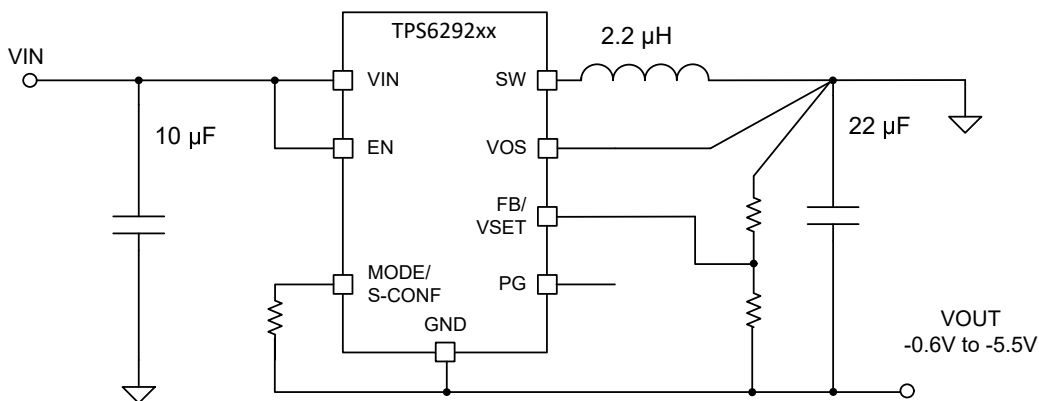 TPS6292xx
2.2 µH
VIN
VIN
SW
10 µF
EN
VOS
22 µF
FB/
VSET
MODE/
S-CONF
PG
GND
VOUT
-0.6V to -5.5V